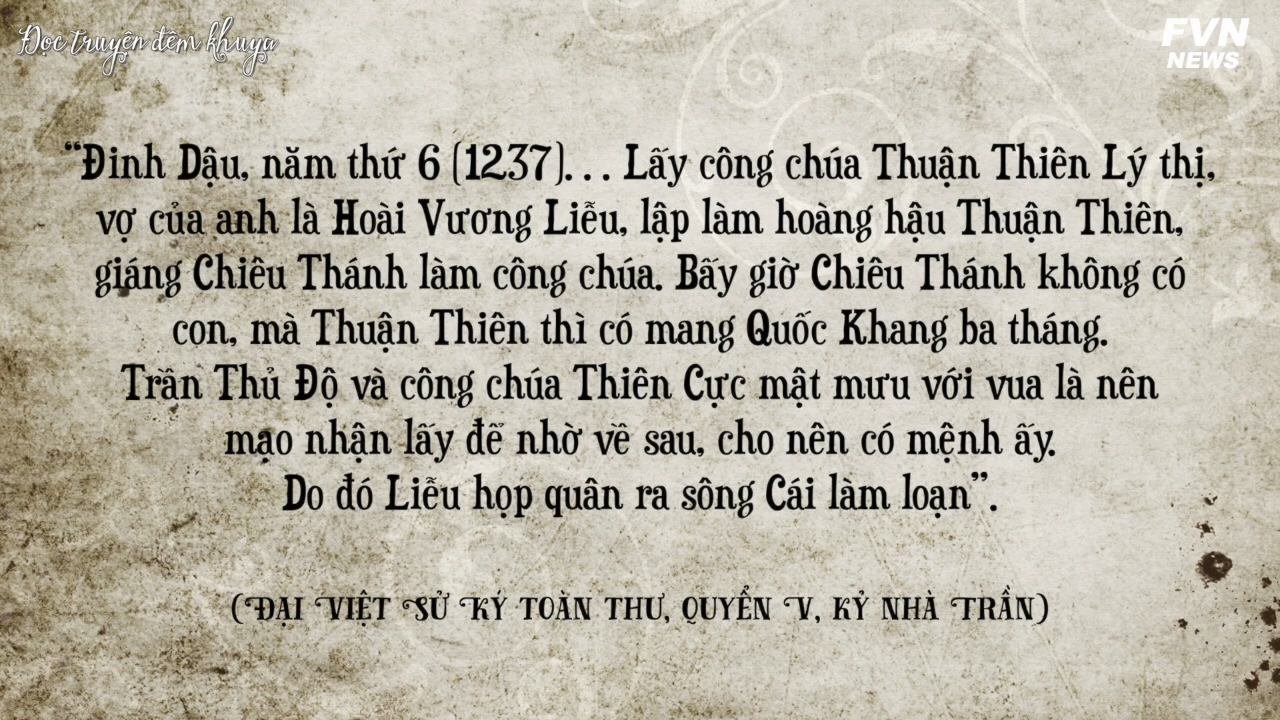 Đọc truyện đêm khuya
FVN
NEWS
“Đinh Dậu, năm thứ 6 (1237)... Lấy công chúa Thuận Thiên Lý thị,
vợ của anh là Hoài Vương Liễu, lập làm hoàng hậu Thuận Thiên,
giáng Chiêu Thánh làm công chúa. Bấy giờ Chiêu Thánh không có
con, mà Thuận Thiên thì có mang Quốc Khang ba tháng.
Trần Thủ Độ và công chúa Thiên Cực mật mưu với vua là nên
mạo nhận lấy để nhờ về sau, cho nên có mệnh ấy.
Do đó Liễu họp quân ra sông Cái làm loạn”.
(ĐẠI VIỆT SỬ KÝ TOÀN THƯ, QUYỂN V, KỶ NHÀ TRẦN)